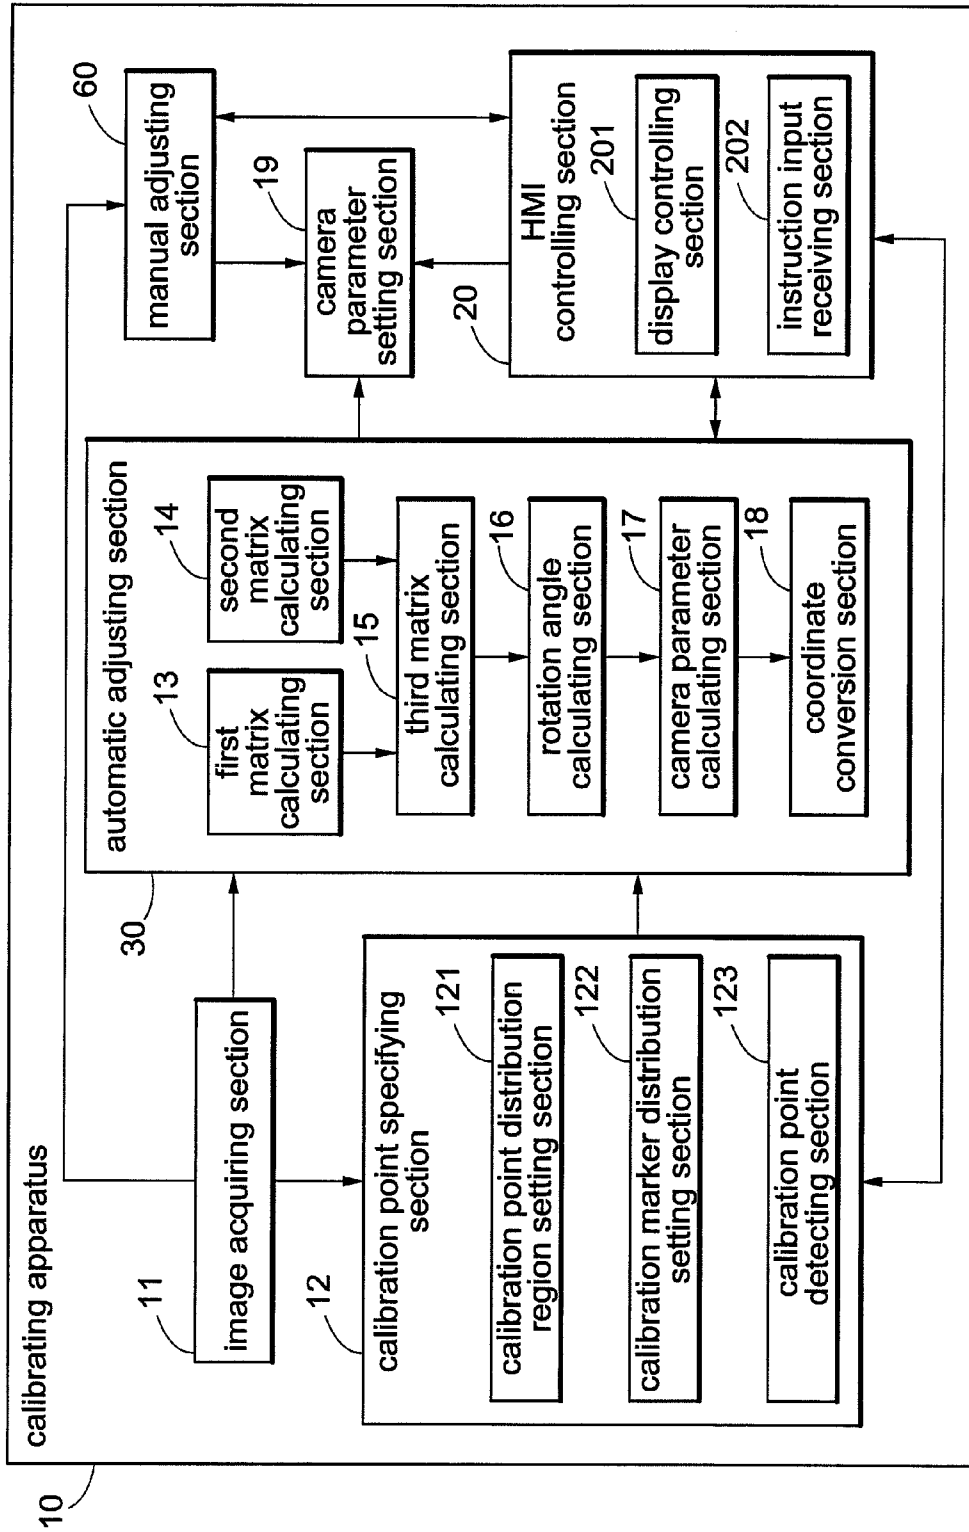 10
calibrating apparatus
11
image acquiring section
12
calibration point specifying
section
121
calibration point distribution
region setting section
122
calibration marker distribution
setting section
123
calibration point
detecting section
30
automatic adjusting section
13
first
matrix
calculating
section
14
second
matrix
calculating
section
15
third matrix
calculating section
16
rotation angle
calculating section
17
camera parameter
calculating section
18
coordinate
conversion section
60
manual adjusting
section
19
camera
parameter
setting section
20
HMI
controlling section
201
display controlling
section
202
instruction input
receiving section